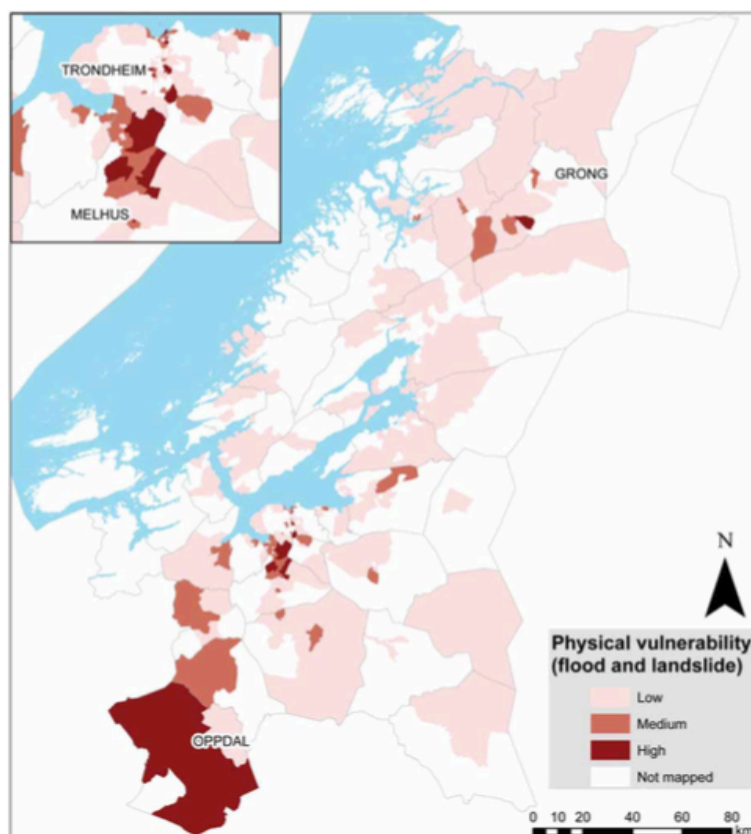 TRONDHEIM
MELHUS
GRONG
OPPDAL
N
Physical vulnerability
(flood and landslide)
Low
Medium
High
Not mapped
0 10 20 40 60 80
km